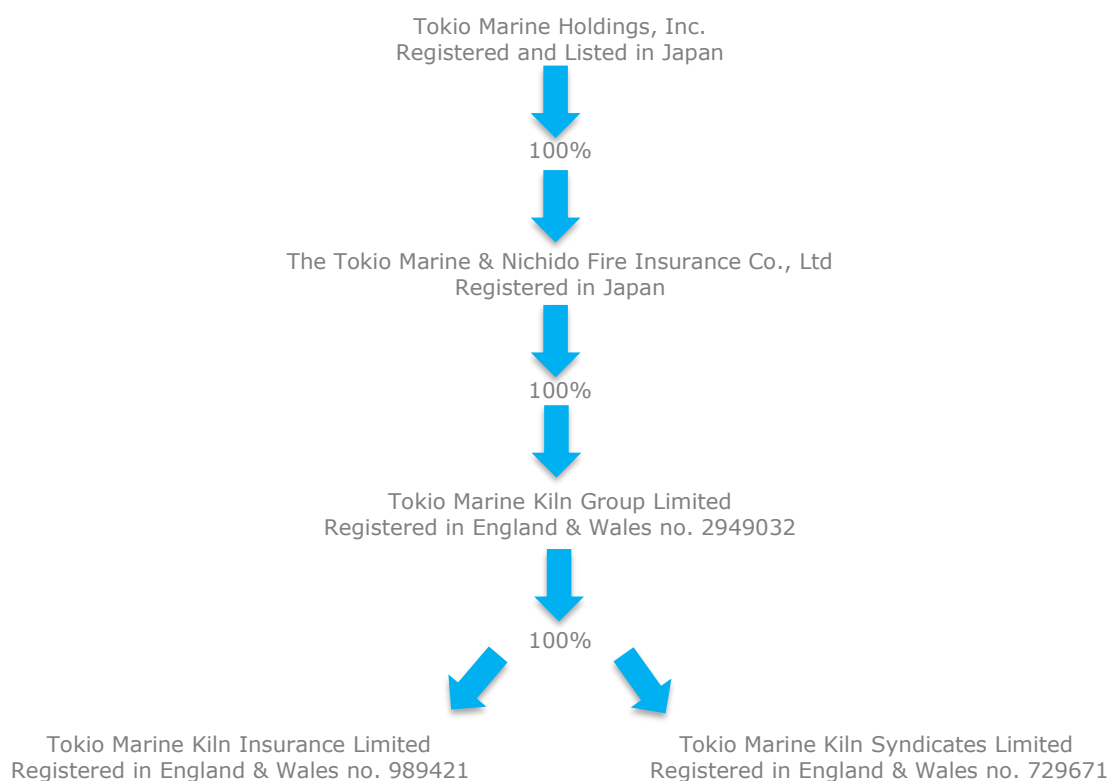 Tokio Marine Holdings, Inc.
Registered and Listed in Japan
100%
The Tokio Marine & Nichido Fire Insurance Co., Ltd
Registered in Japan
100%
Tokio Marine Kiln Group Limited
Registered in England & Wales no. 2949032
100%
Tokio Marine Kiln Insurance Limited
Registered in England & Wales no. 989421
Tokio Marine Kiln Syndicates Limited
Registered in England & Wales no. 729671